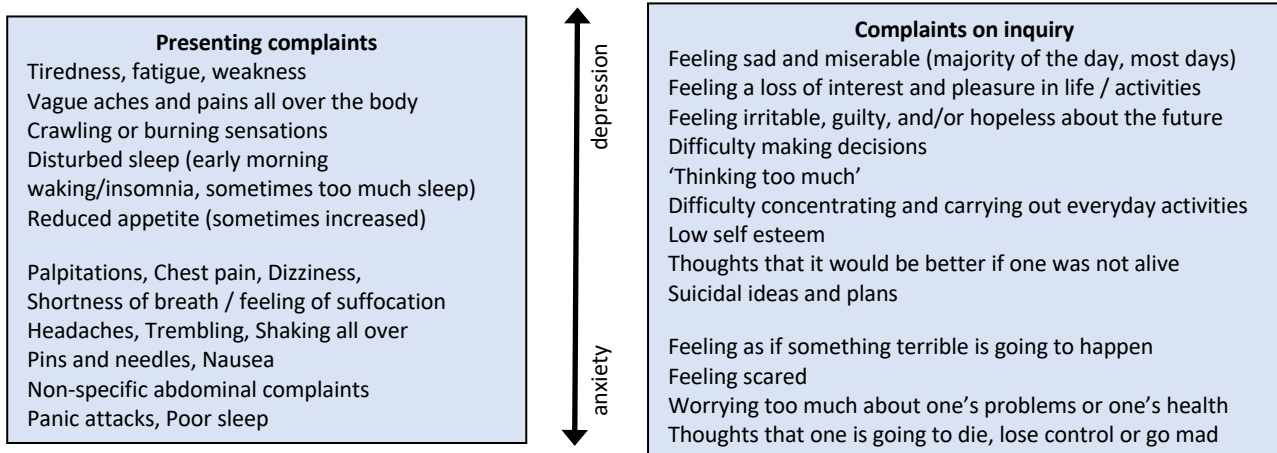 Presenting complaints
Tiredness, fatigue, weakness
Vague aches and pains all over the body
Crawling or burning sensations
Disturbed sleep (early morning
waking/insomnia, sometimes too much sleep)
Reduced appetite (sometimes increased)
Palpitations, Chest pain, Dizziness,
Shortness of breath / feeling of suffocation
Headaches, Trembling, Shaking all over
Pins and needles, Nausea
Non-specific abdominal complaints
Panic attacks, Poor sleep
depression
anxiety
Complaints on inquiry
Feeling sad and miserable (majority of the day, most days)
Feeling a loss of interest and pleasure in life / activities
Feeling irritable, guilty, and/or hopeless about the future
Difficulty making decisions
‘Thinking too much’
Difficulty concentrating and carrying out everyday activities
Low self esteem
Thoughts that it would be better if one was not alive
Suicidal ideas and plans
Feeling as if something terrible is going to happen
Feeling scared
Worrying too much about one’s problems or one’s health
Thoughts that one is going to die, lose control or go mad